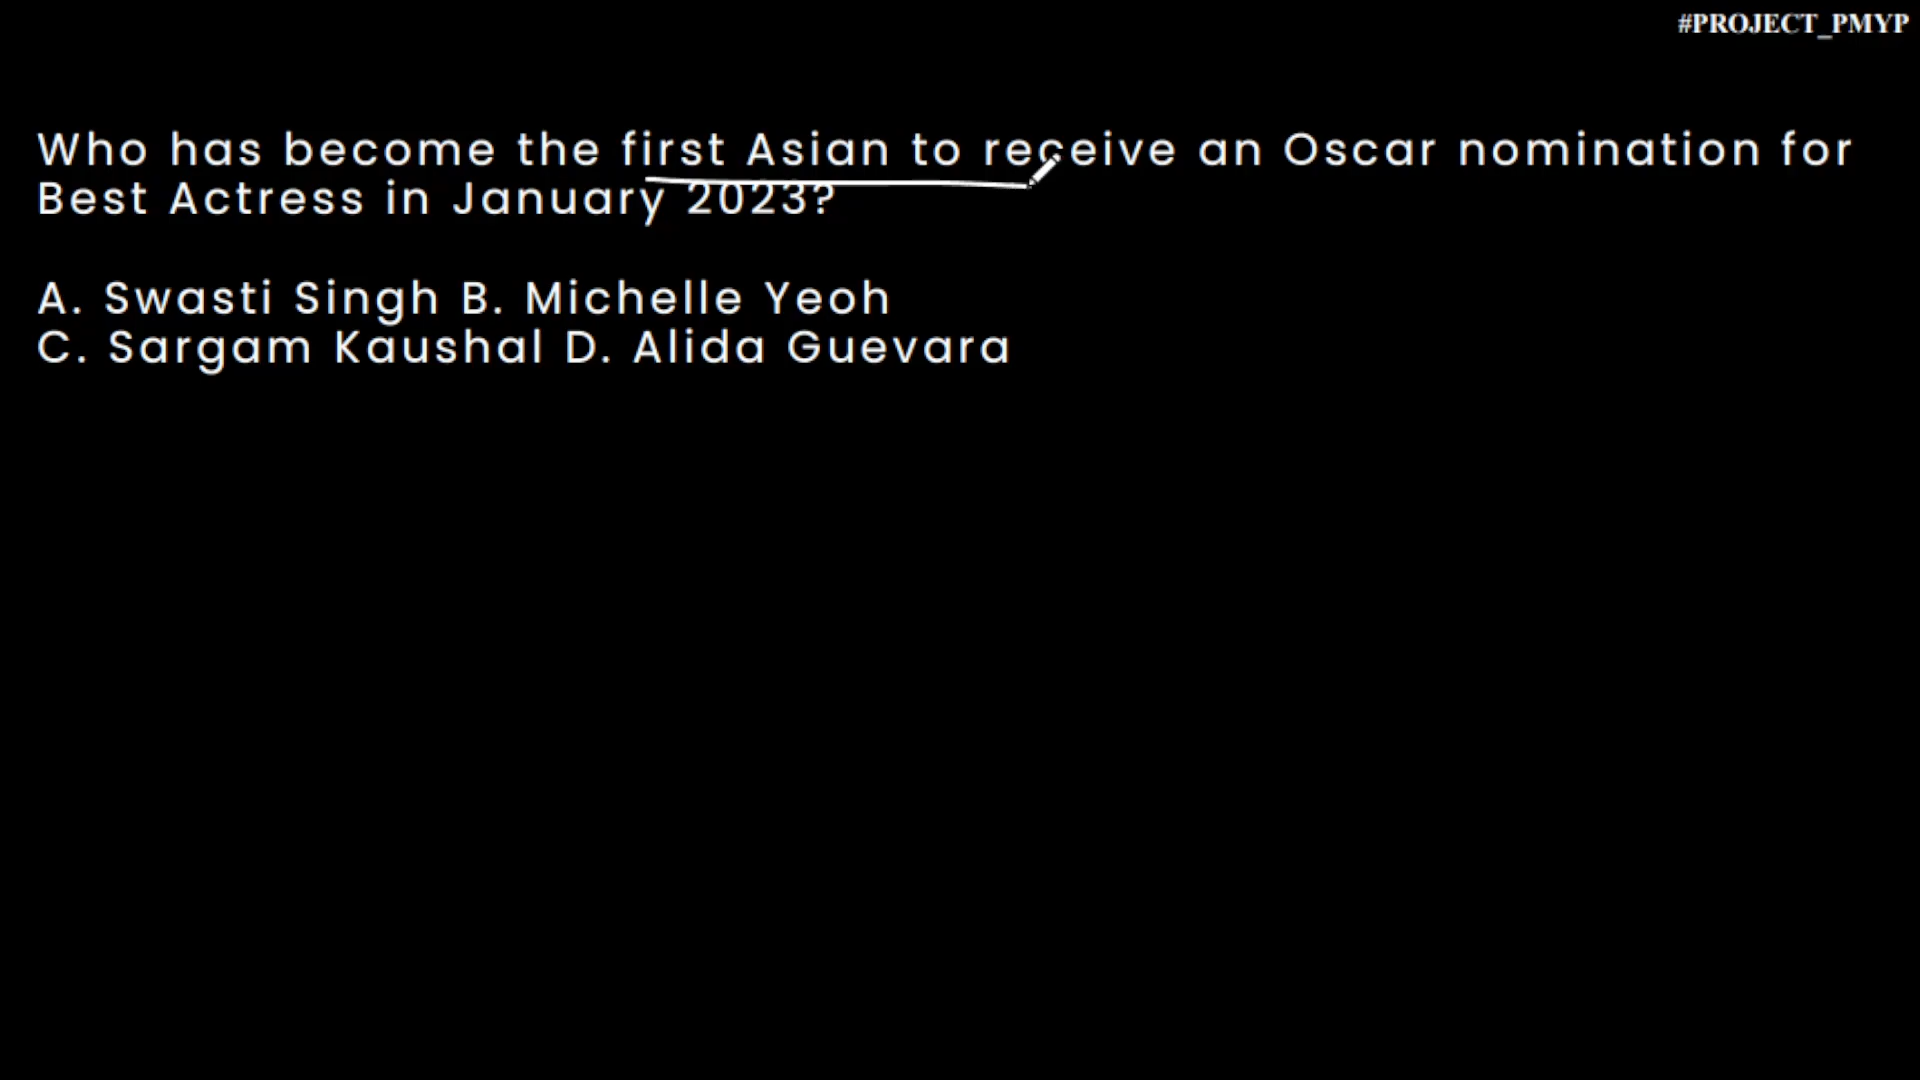 #PROJECT_PMYP
Who has become the first Asian to receive an Oscar nomination for
Best Actress in January 2023?
A. Swasti Singh B. Michelle Yeoh
C. Sargam Kaushal D. Alida Guevara